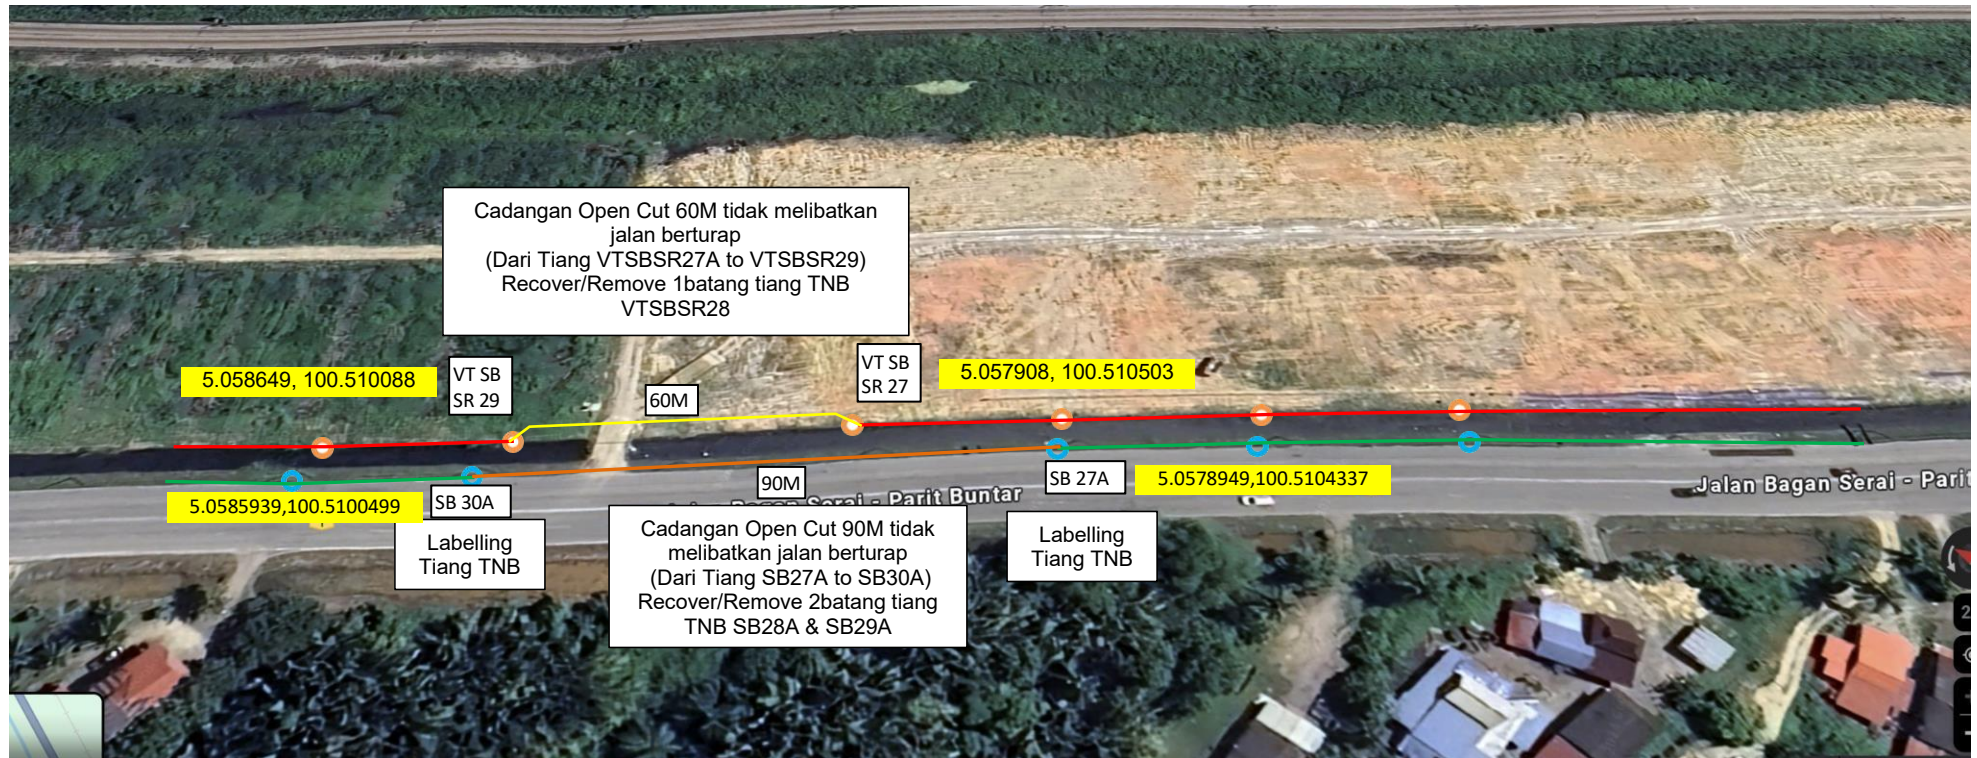 Cadangan Open Cut 60M tidak melibatkan
jalan berturap
(Dari Tiang VTSBSR27A to VTSBSR29)
Recover/Remove 1batang tiang TNB
VTSBSR28
5.058649, 100.510088
VT SB
SR 29
60M
VT SB
SR 27
5.057908, 100.510503
5.0585939,100.5100499
SB 30A
90M
SB 27A
5.0578949,100.5104337
Serai - Parit Buntar
Jalan Bagan Serai - Parit
Labelling
Tiang TNB
Cadangan Open Cut 90M tidak
melibatkan jalan berturap
(Dari Tiang SB27A to SB30A)
Recover/Remove 2batang tiang
TNB SB28A & SB29A
Labelling
Tiang TNB